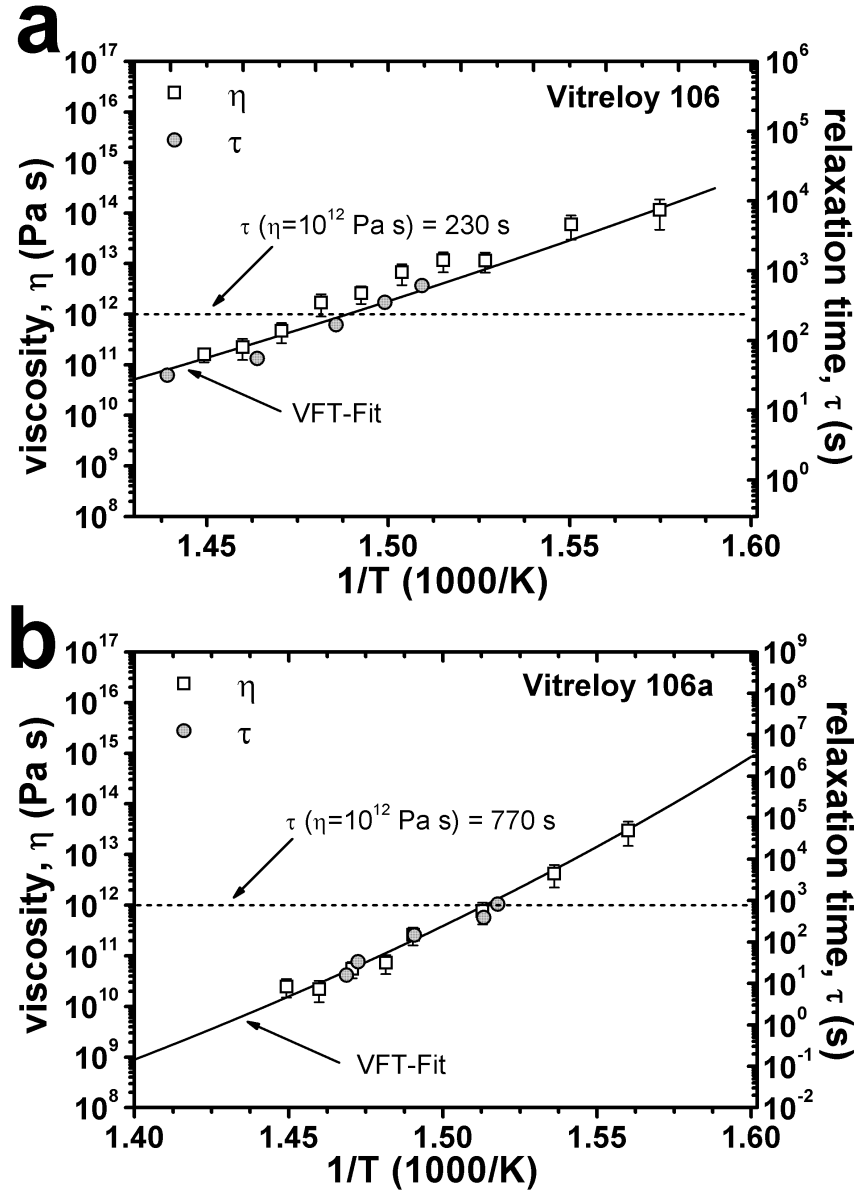 a
10^17
10^16
10^15
10^14
10^13
10^12
10^11
10^10
10^9
10^8
viscosity, η (Pa s)
η
τ
Vitreloy 106
τ (η=10^12 Pa s) = 230 s
VFT-Fit
10^6
10^5
10^4
10^3
10^2
10^1
10^0
relaxation time, τ (s)
1.45 1.50 1.55 1.60
1/T (1000/K)
b
10^17
10^16
10^15
10^14
10^13
10^12
10^11
10^10
10^9
10^8
viscosity, η (Pa s)
η
τ
Vitreloy 106a
τ (η=10^12 Pa s) = 770 s
VFT-Fit
10^9
10^8
10^7
10^6
10^5
10^4
10^3
10^2
10^1
10^0
10^-1
10^-2
relaxation time, τ (s)
1.40 1.45 1.50 1.55 1.60
1/T (1000/K)